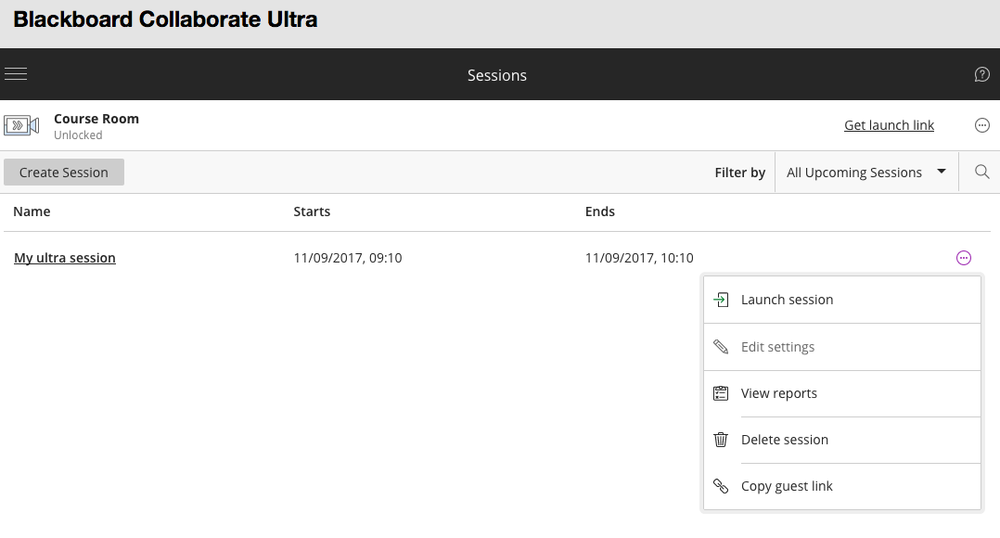 Blackboard Collaborate Ultra
Sessions
Course Room
Unlocked
Get launch link
Create Session
Filter by
All Upcoming Sessions
Name Starts Ends
My ultra session 11/09/2017, 09:10 11/09/2017, 10:10
Launch session
Edit settings
View reports
Delete session
Copy guest link